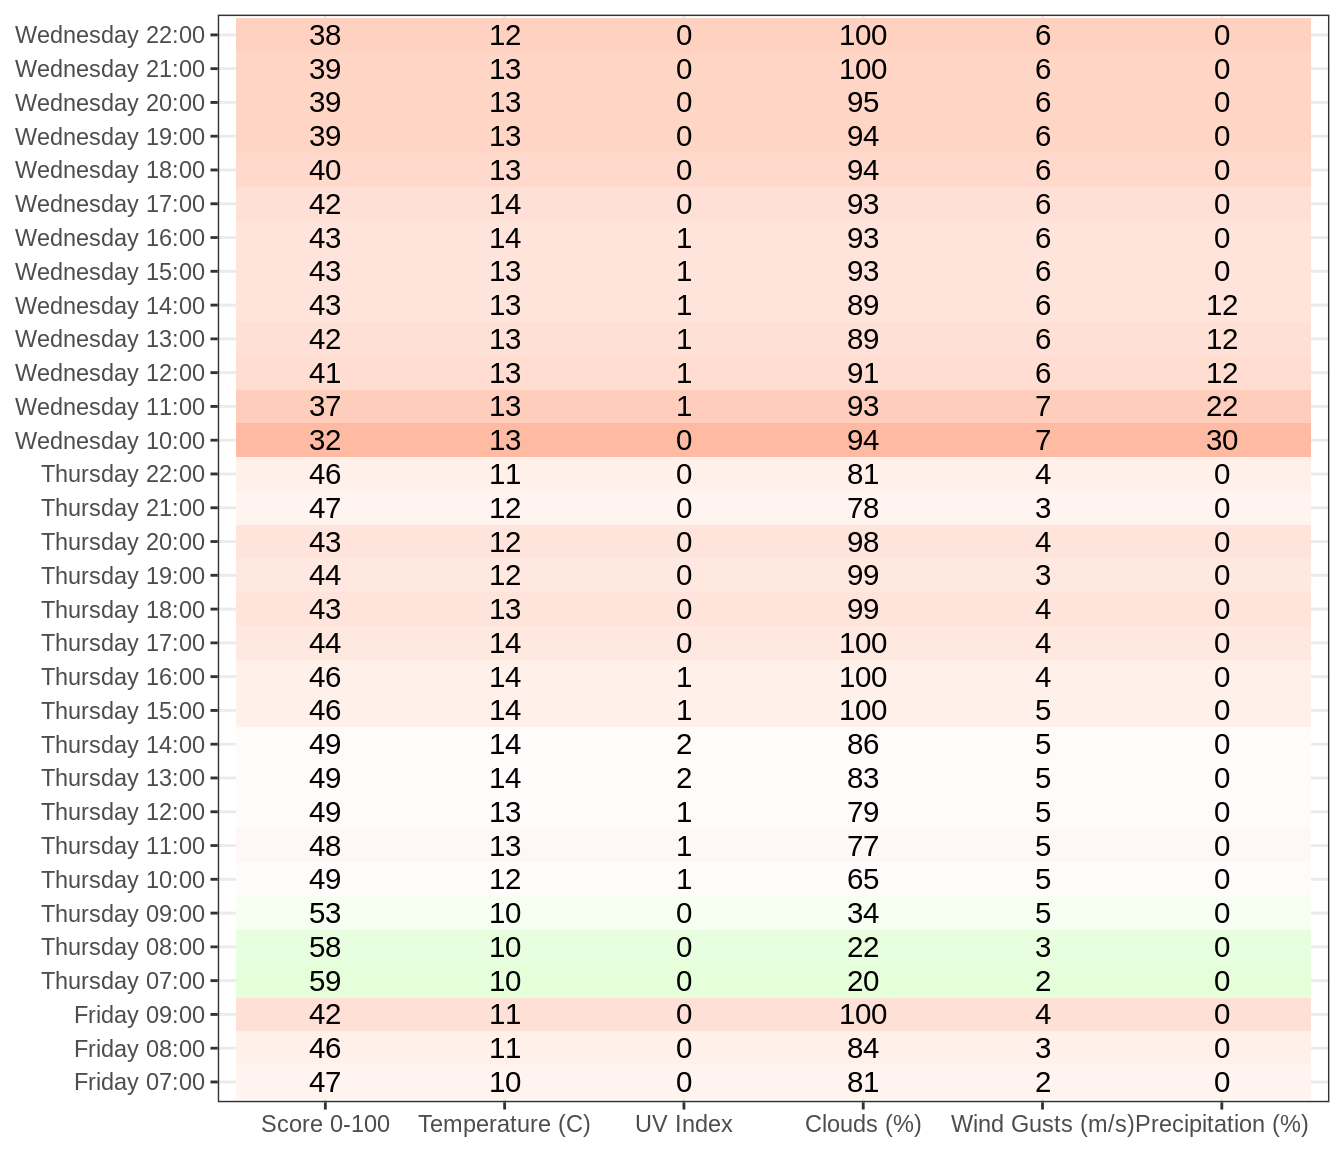 Wednesday 22:00 38 12 0 100 6 0
Wednesday 21:00 39 13 0 100 6 0
Wednesday 20:00 39 13 0 95 6 0
Wednesday 19:00 39 13 0 94 6 0
Wednesday 18:00 40 13 0 94 6 0
Wednesday 17:00 42 14 0 93 6 0
Wednesday 16:00 43 14 1 93 6 0
Wednesday 15:00 43 13 1 93 6 0
Wednesday 14:00 43 13 1 89 6 12
Wednesday 13:00 42 13 1 89 6 12
Wednesday 12:00 41 13 1 91 6 12
Wednesday 11:00 37 13 1 93 7 22
Wednesday 10:00 32 13 0 94 7 30
Thursday 22:00 46 11 0 81 4 0
Thursday 21:00 47 12 0 78 3 0
Thursday 20:00 43 12 0 98 4 0
Thursday 19:00 44 12 0 99 3 0
Thursday 18:00 43 13 0 99 4 0
Thursday 17:00 44 14 0 100 4 0
Thursday 16:00 46 14 1 100 4 0
Thursday 15:00 46 14 1 100 5 0
Thursday 14:00 49 14 2 86 5 0
Thursday 13:00 49 14 2 83 5 0
Thursday 12:00 49 13 1 79 5 0
Thursday 11:00 48 13 1 77 5 0
Thursday 10:00 49 12 1 65 5 0
Thursday 09:00 53 10 0 34 5 0
Thursday 08:00 58 10 0 22 3 0
Thursday 07:00 59 10 0 20 2 0
Friday 09:00 42 11 0 100 4 0
Friday 08:00 46 11 0 84 3 0
Friday 07:00 47 10 0 81 2 0
Score 0-100 Temperature (C) UV Index Clouds (%) Wind Gusts (m/s) Precipitation (%)